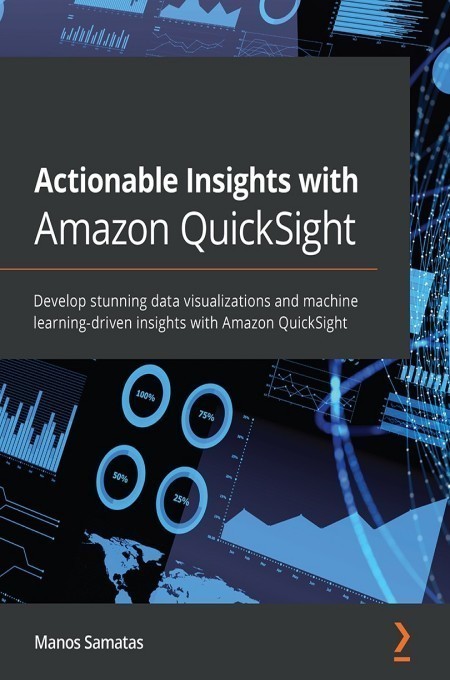 Actionable Insights with
Amazon QuickSight
Develop stunning data visualizations and machine
learning-driven insights with Amazon QuickSight
100%
75%
50%
25%
Manos Samatas